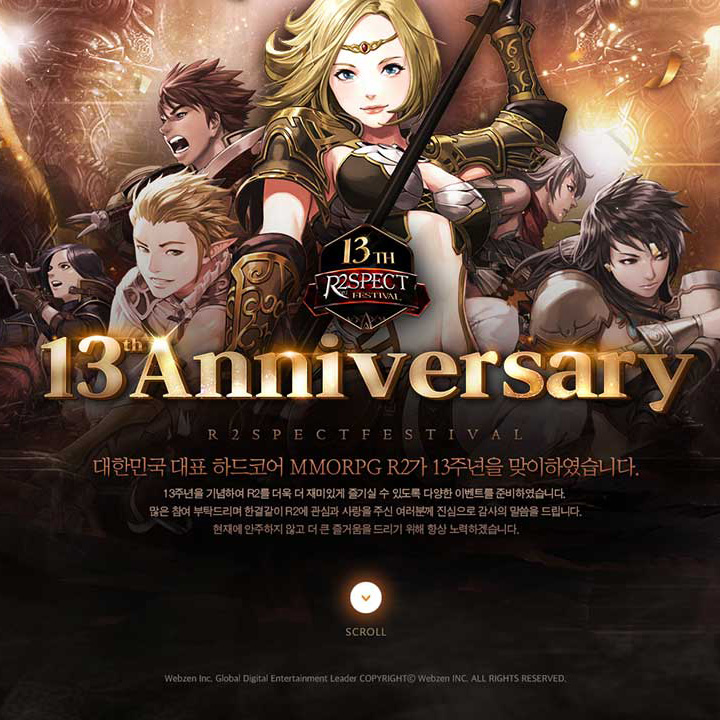 13TH
R2SPECT
FESTIVAL
13th Anniversary
R2SPECTFESTIVAL
대한민국 대표 하드코어 MMORPG R2가 13주년을 맞이하였습니다.
13주년을 기념하여 R2를 더욱 더 재미있게 즐기실 수 있도록 다양한 이벤트를 준비하였습니다.
많은 참여 부탁드리며 한결같이 R2에 관심과 사랑을 주신 여러분께 진심으로 감사의 말씀을 드립니다.
현재에 안주하지 않고 더 큰 즐거움을 드리기 위해 항상 노력하겠습니다.
SCROLL
Webzen Inc. Global Digital Entertainment Leader COPYRIGHTⓒ Webzen INC. ALL RIGHTS RESERVED.